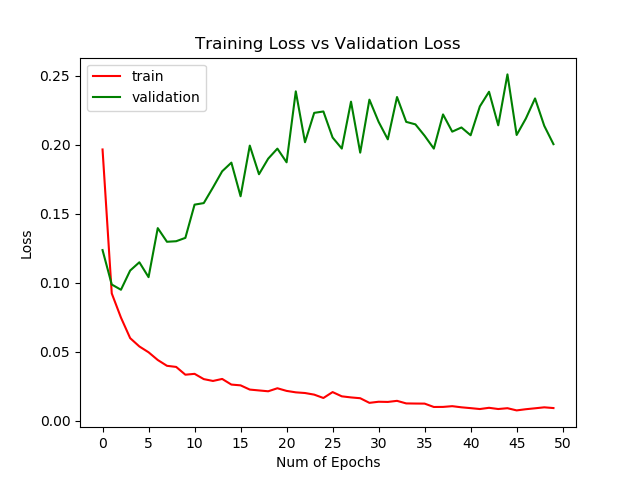 Training Loss vs Validation Loss
train
validation
0.25
0.20
0.15
0.10
0.05
0.00
Loss
0 5 10 15 20 25 30 35 40 45 50
Num of Epochs